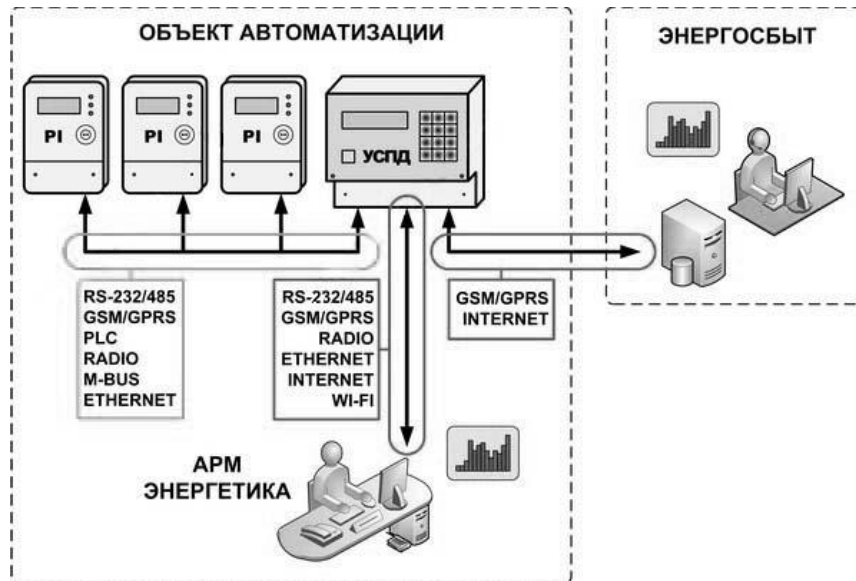 ОБЪЕКТ АВТОМАТИЗАЦИИ
ЭНЕРГОСБЫТ
PI
PI
PI
УСПД
RS-232/485
GSM/GPRS
PLC
RADIO
M-BUS
ETHERNET
RS-232/485
GSM/GPRS
RADIO
ETHERNET
INTERNET
WI-FI
GSM/GPRS
INTERNET
АРМ
ЭНЕРГЕТИКА